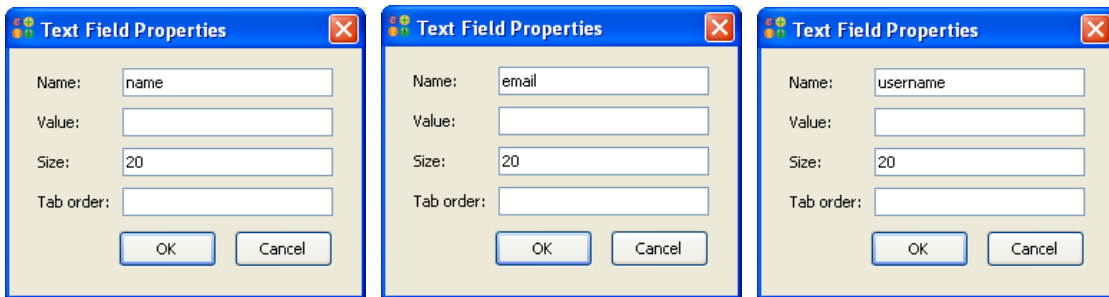 Text Field Properties
Name: name
Value:
Size: 20
Tab order:
OK Cancel
Text Field Properties
Name: email
Value:
Size: 20
Tab order:
OK Cancel
Text Field Properties
Name: username
Value:
Size: 20
Tab order:
OK Cancel